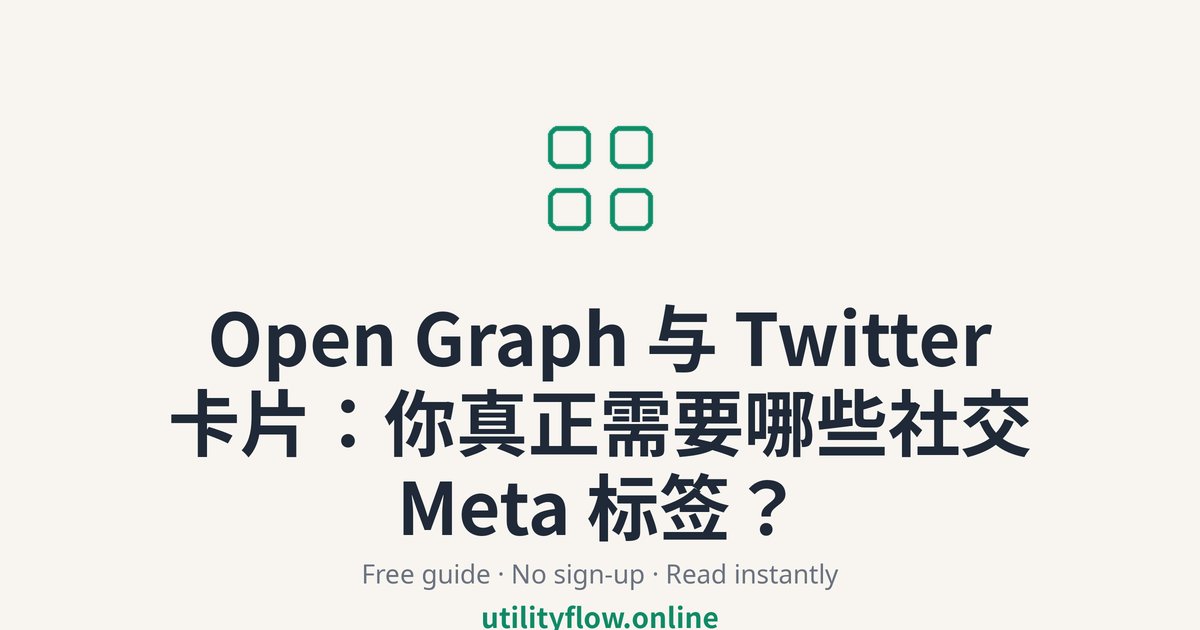 Open Graph 与 Twitter
卡片：你真正需要哪些社交
Meta 标签？
Free guide · No sign-up · Read instantly
utilityflow.online